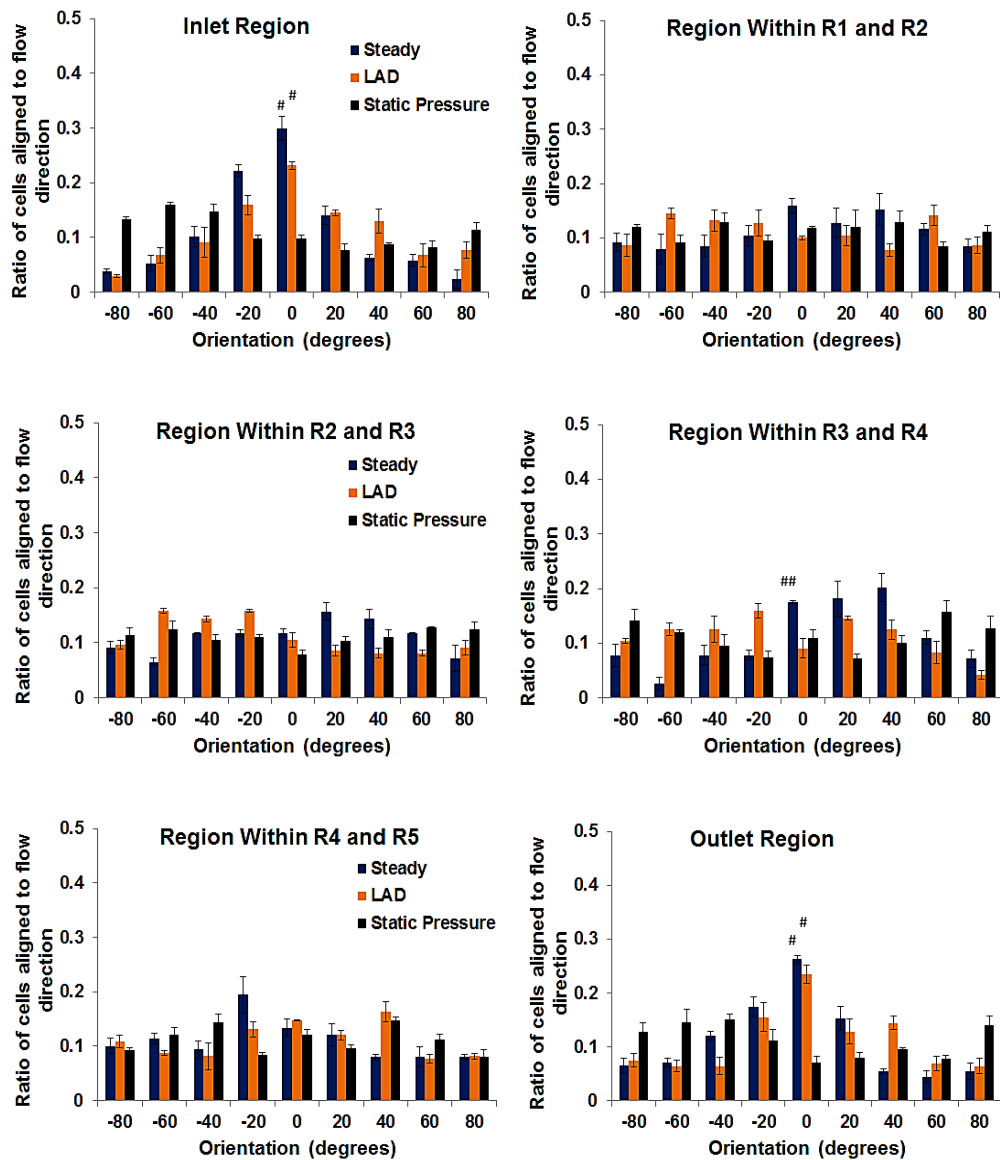 Inlet Region
Ratio of cells aligned to flow
direction
0.5
0.4
0.3
0.2
0.1
0
Steady
LAD
Static Pressure
# #
-80 -60 -40 -20 0 20 40 60 80
Orientation (degrees)
Region Within R1 and R2
Ratio of cells aligned to flow
direction
0.5
0.4
0.3
0.2
0.1
0
-80 -60 -40 -20 0 20 40 60 80
Orientation (degrees)
Region Within R2 and R3
Ratio of cells aligned to flow
direction
0.5
0.4
0.3
0.2
0.1
0
Steady
LAD
Static Pressure
-80 -60 -40 -20 0 20 40 60 80
Orientation (degrees)
Region Within R3 and R4
Ratio of cells aligned to flow
direction
0.5
0.4
0.3
0.2
0.1
0
##
-80 -60 -40 -20 0 20 40 60 80
Orientation (degrees)
Region Within R4 and R5
Ratio of cells aligned to flow
direction
0.5
0.4
0.3
0.2
0.1
0
Steady
LAD
Static Pressure
-80 -60 -40 -20 0 20 40 60 80
Orientation (degrees)
Outlet Region
Ratio of cells aligned to flow
direction
0.5
0.4
0.3
0.2
0.1
0
# #
-80 -60 -40 -20 0 20 40 60 80
Orientation (degrees)